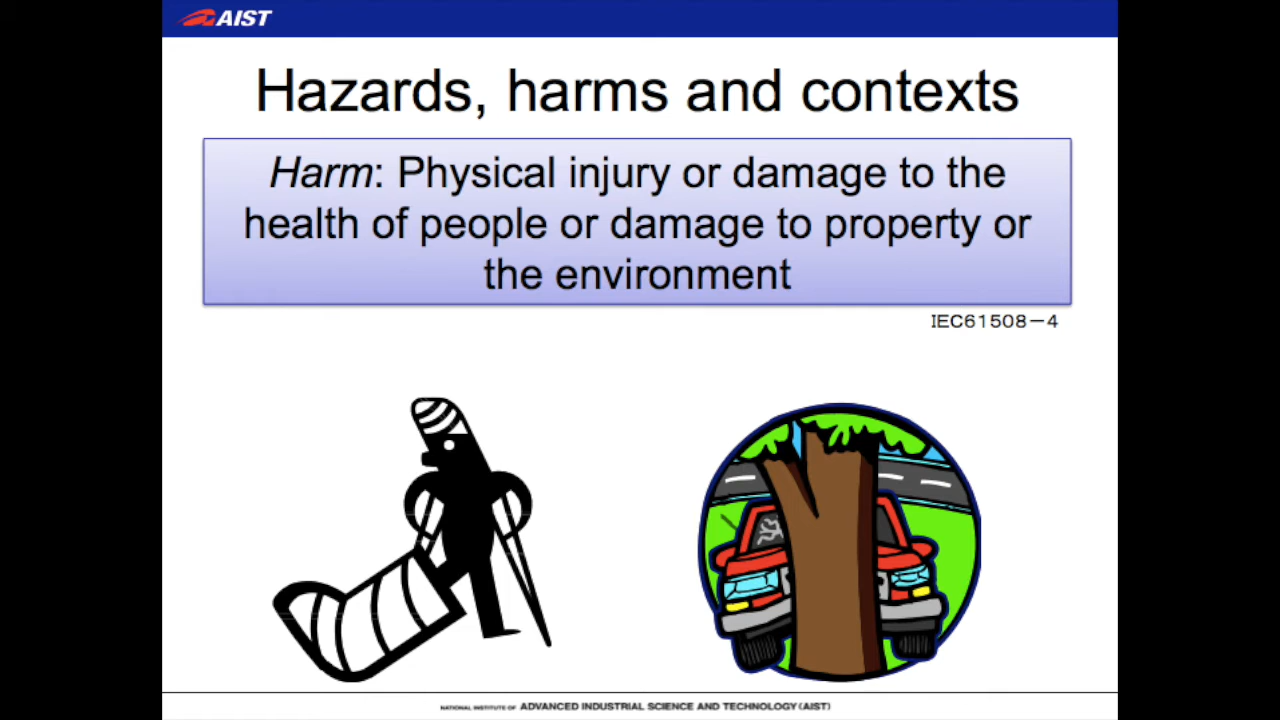 AIST
Hazards, harms and contexts
Harm: Physical injury or damage to the
health of people or damage to property or
the environment
IEC61508－4
NATIONAL INSTITUTE OF ADVANCED INDUSTRIAL SCIENCE AND TECHNOLOGY (AIST)